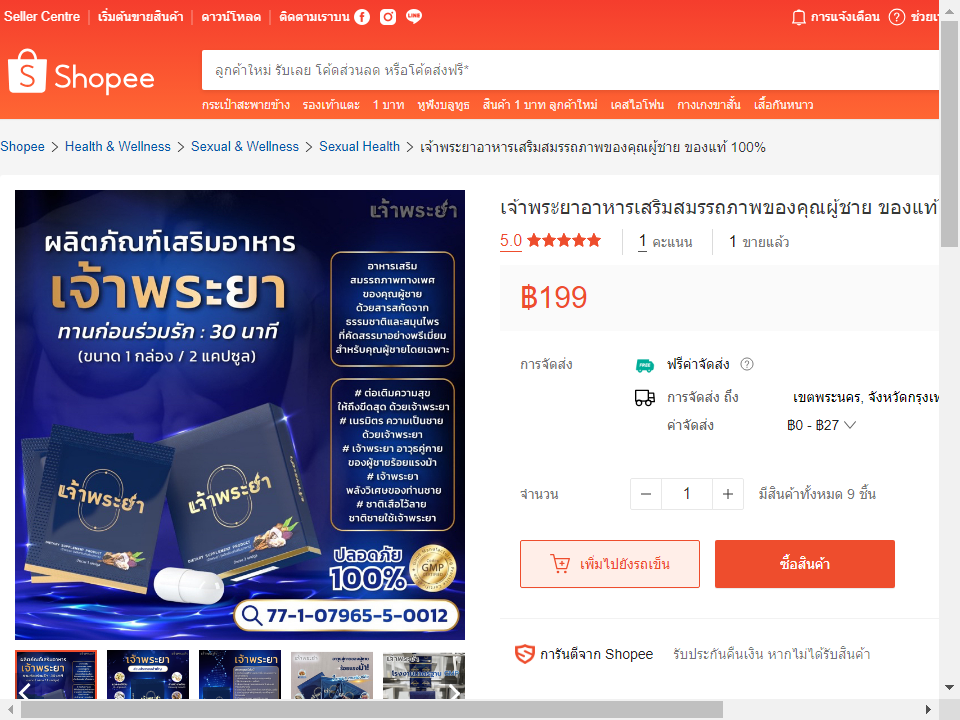 Seller Centre เริ่มต้นขายสินค้า ดาวน์โหลด ติดตามเราบน LINE การแจ้งเตือน ช่วยเ
Shopee
ลูกค้าใหม่ รับเลย โค้ดส่วนลด หรือโค้ดส่งฟรี*
กระเป๋าสะพายข้าง รองเท้าแตะ 1 บาท หูฟังบลูทูธ สินค้า 1 บาท ลูกค้าใหม่ เคสไอโฟน กางเกงขาสั้น เสื้อกันหนาว
Shopee > Health & Wellness > Sexual & Wellness > Sexual Health > เจ้าพระยาอาหารเสริมสมรรถภาพของคุณผู้ชาย ของแท้ 100%
เจ้าพระยา
ผลิตภัณฑ์เสริมอาหาร
เจ้าพระยา
ทานก่อนร่วมรัก : 30 นาที
(ขนาด 1 กล่อง / 2 แคปซูล)
อาหารเสริม
สมรรถภาพทางเพศ
ของคุณผู้ชาย
ด้วยสารสกัดจาก
ธรรมชาติและสมุนไพร
ที่คัดสรรมาอย่างพรีเมี่ยม
สำหรับคุณผู้ชายโดยเฉพาะ
# ต่อเติมความสุข
ให้ถึงขีดสุด ด้วยเจ้าพระยา
# เนรมิตร ความเป็นชาย
ด้วยเจ้าพระยา
# เจ้าพระยา อาวุธคู่กาย
ของผู้ชายร้อยแรงม้า
# เจ้าพระยา
พลังวิเศษของท่านชาย
# ชาติเสือไว้ลาย
ชาติชายใช้เจ้าพระยา
เจ้าพระยา
เจ้าพระยา
ปลอดภัย
100%
GMP
77-1-07965-5-0012
เจ้าพระยาอาหารเสริมสมรรถภาพของคุณผู้ชาย ของแท้
5.0 1 คะแนน 1 ขายแล้ว
฿199
การจัดส่ง ฟรีค่าจัดส่ง
การจัดส่ง ถึง เขตพระนคร, จังหวัดกรุงเท
ค่าจัดส่ง ฿0 - ฿27
จำนวน 1 มีสินค้าทั้งหมด 9 ชิ้น
เพิ่มไปยังรถเข็น ซื้อสินค้า
การันตีจาก Shopee รับประกันคืนเงิน หากไม่ได้รับสินค้า